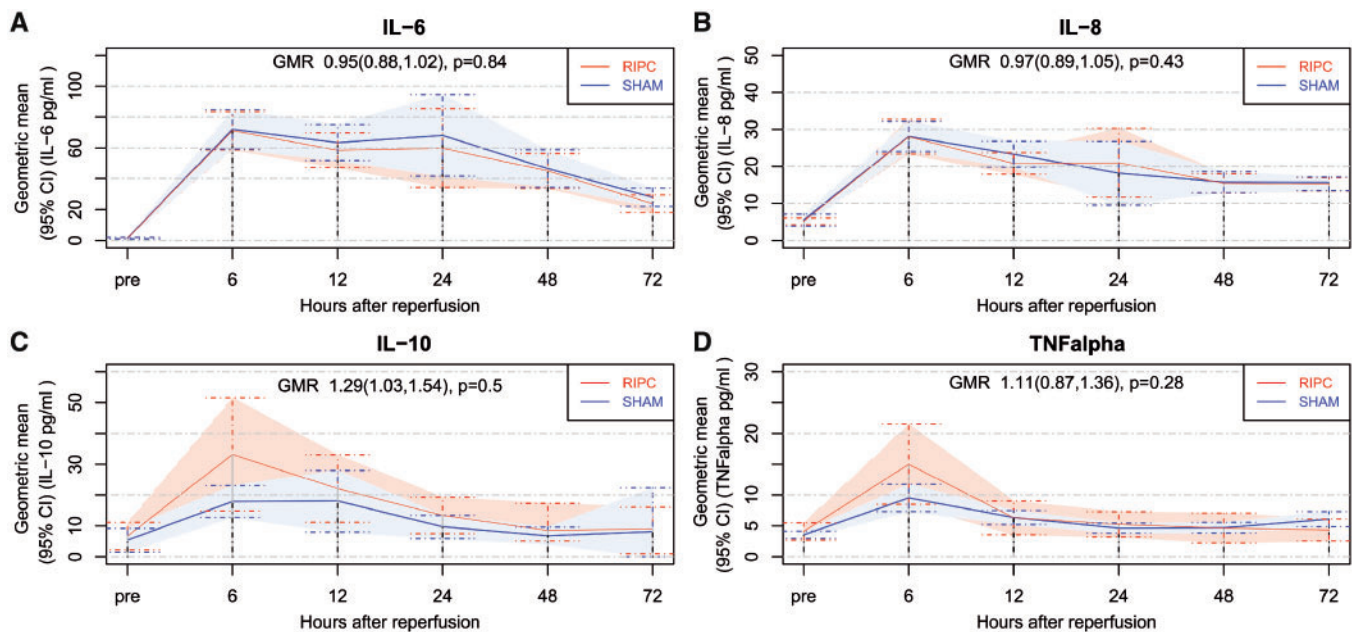 A
IL-6
GMR 0.95(0.88,1.02), p=0.84
RIPC
SHAM
Geometric mean
(95% CI) (IL-6 pg/ml)
100
60
40
20
0
pre 6 12 24 48 72
Hours after reperfusion
B
IL-8
GMR 0.97(0.89,1.05), p=0.43
RIPC
SHAM
Geometric mean
(95% CI) (IL-8 pg/ml)
50
40
30
20
10
0
pre 6 12 24 48 72
Hours after reperfusion
C
IL-10
GMR 1.29(1.03,1.54), p=0.5
RIPC
SHAM
Geometric mean
(95% CI) (IL-10 pg/ml)
50
30
10
0
pre 6 12 24 48 72
Hours after reperfusion
D
TNFalpha
GMR 1.11(0.87,1.36), p=0.28
RIPC
SHAM
Geometric mean
(95% CI) (TNFalpha pg/ml )
30
20
10
5
0
pre 6 12 24 48 72
Hours after reperfusion